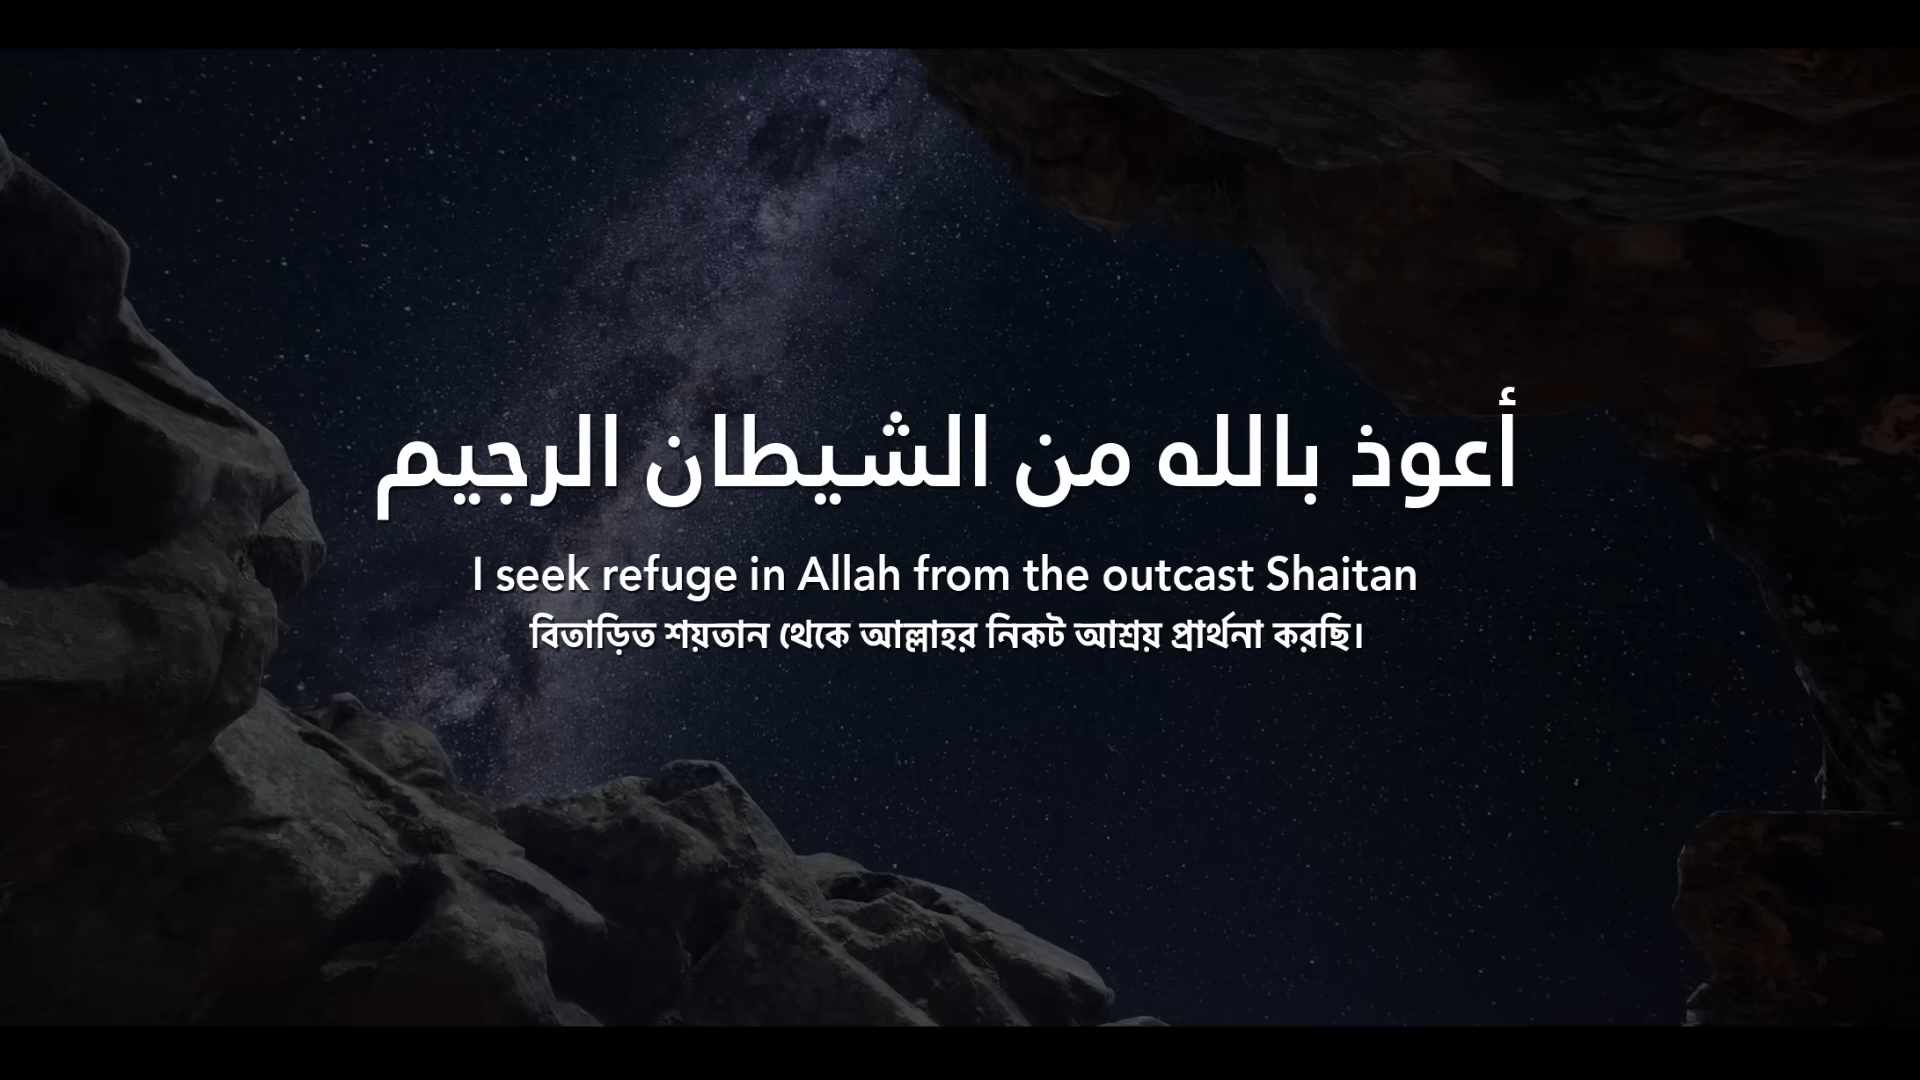 أعوذ بالله من الشيطان الرجيم
I seek refuge in Allah from the outcast Shaitan
বিতাড়িত শয়তান থেকে আল্লাহর নিকট আশ্রয় প্রার্থনা করছি।